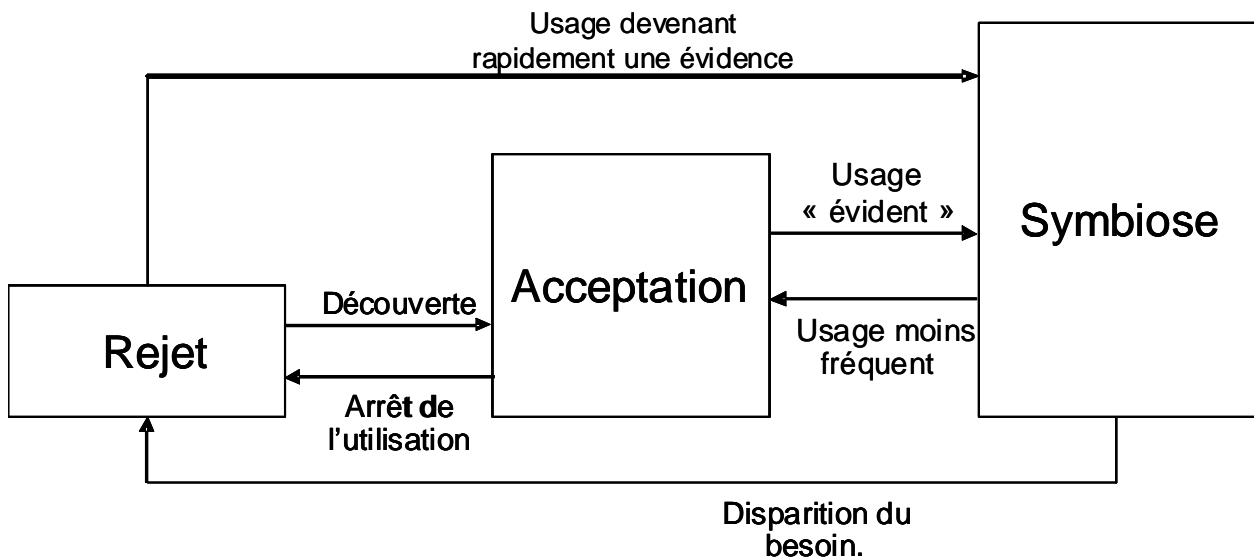 Usage devenant
rapidement une évidence
Usage
« évident »
Symbiose
Acceptation
Découverte
Usage moins
fréquent
Rejet
Arrêt de
l'utilisation
Disparition du
besoin.